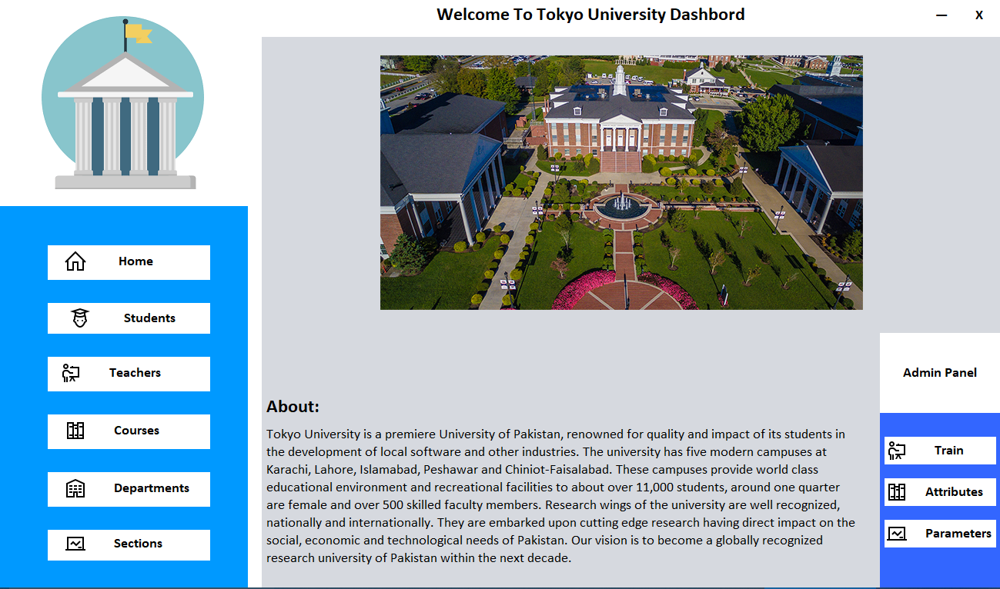 Welcome To Tokyo University Dashbord
— X
Home
Students
Teachers
Courses
Departments
Sections
About:
Tokyo University is a premiere University of Pakistan, renowned for quality and impact of its students in
the development of local software and other industries. The university has five modern campuses at
Karachi, Lahore, Islamabad, Peshawar and Chiniot-Faisalabad. These campuses provide world class
educational environment and recreational facilities to about over 11,000 students, around one quarter
are female and over 500 skilled faculty members. Research wings of the university are well recognized,
nationally and internationally. They are embarked upon cutting edge research having direct impact on the
social, economic and technological needs of Pakistan. Our vision is to become a globally recognized
research university of Pakistan within the next decade.
Admin Panel
Train
Attributes
Parameters